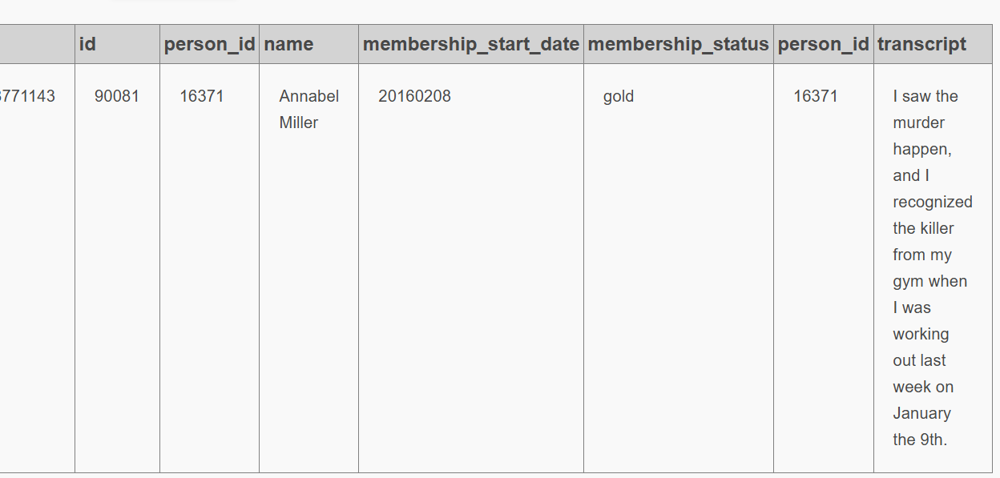 id person_id name membership_start_date membership_status person_id transcript
771143 90081 16371 Annabel 20160208 gold 16371 I saw the
Miller murder
happen,
and I
recognized
the killer
from my
gym when
I was
working
out last
week on
January
the 9th.